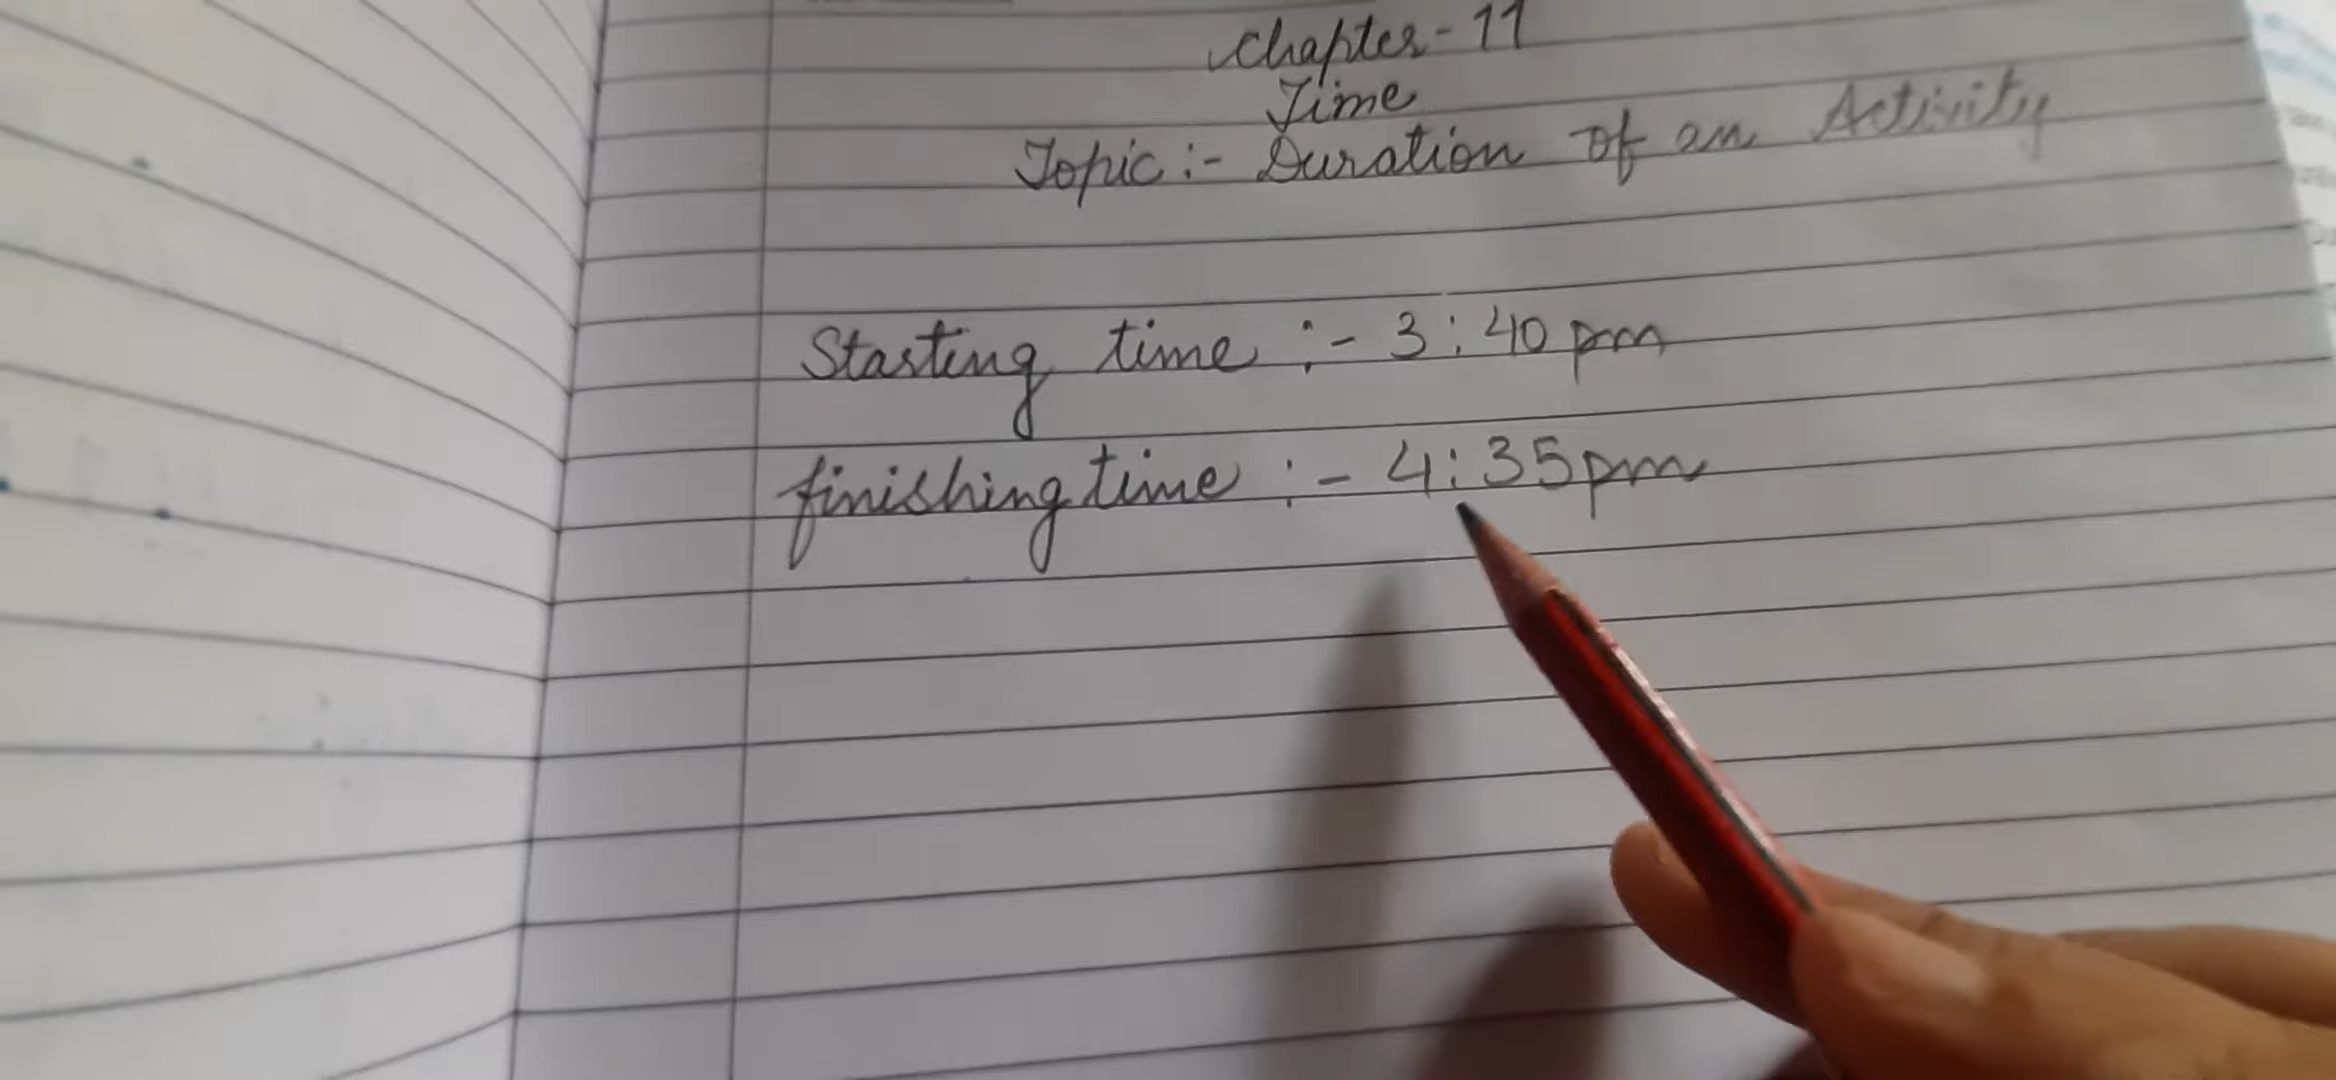 Chapter - 11
Time
Topic :- Duration of an Activity
Starting time :- 3:40 pm
finishing time :- 4:35 pm